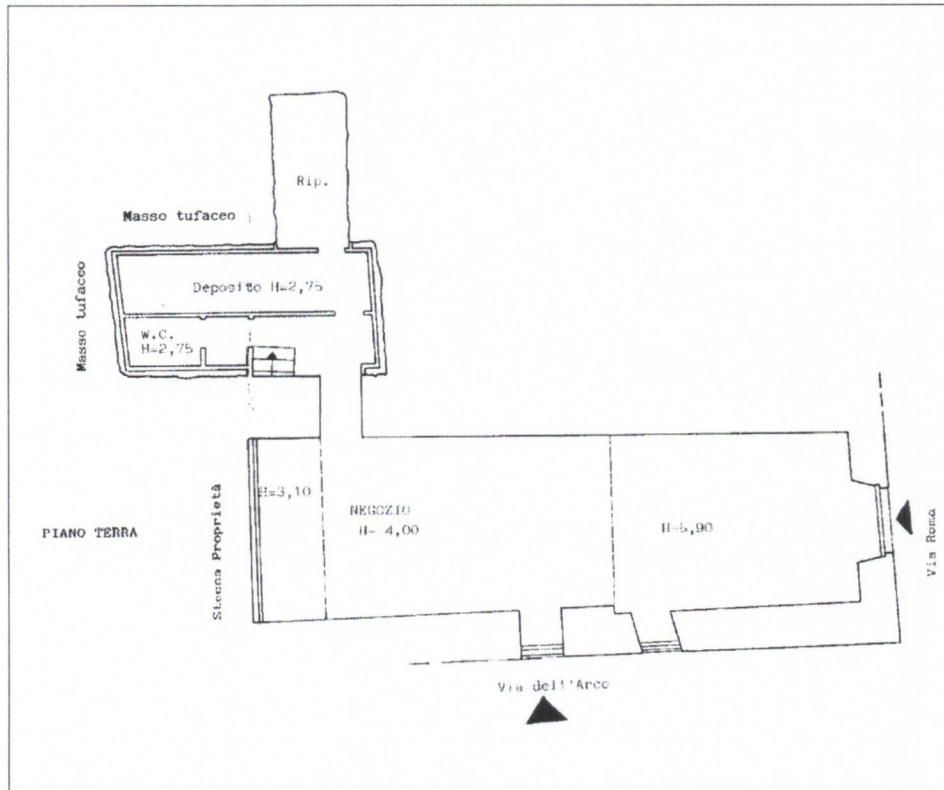 Rip.
Masso tufaceo
Masso tufaceo
Deposito H=2,75
W.C.
H=2,75
H=3,10
NEGOZIO
H= 4,00
H=5,90
PIANO TERRA
Stessa Proprietà
Via Roma
Via dell'Arco